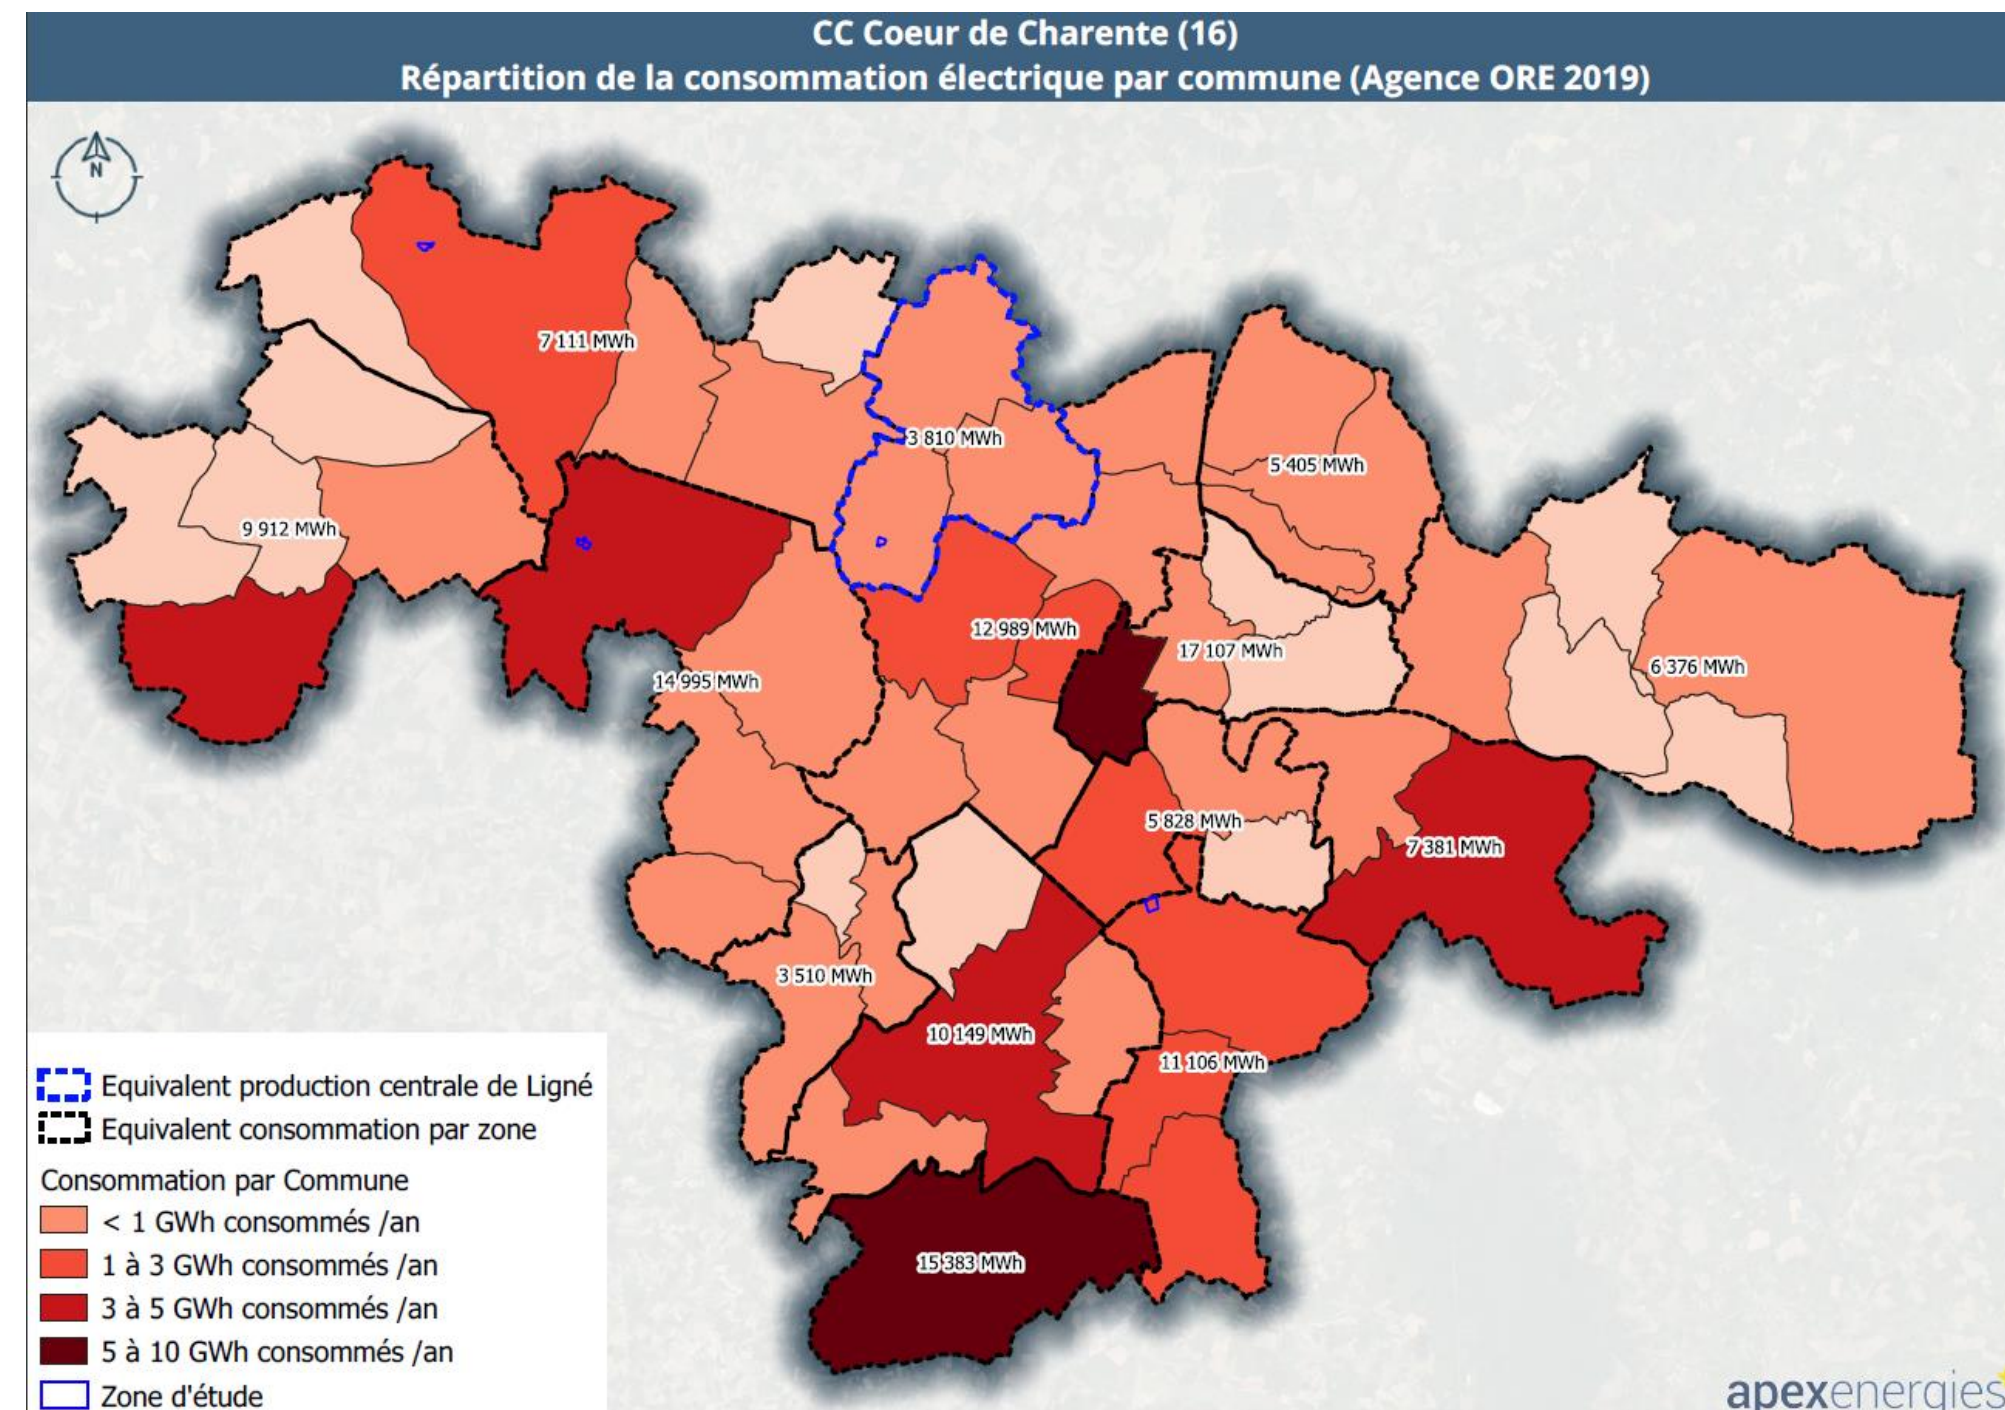 CC Coeur de Charente (16)
Répartition de la consommation électrique par commune (Agence ORE 2019)
N
7 111 MWh
3 810 MWh
5 405 MWh
9 912 MWh
12 989 MWh
17 107 MWh
6 376 MWh
14 995 MWh
5 828 MWh
7 381 MWh
3 510 MWh
10 149 MWh
11 106 MWh
15 383 MWh
Equivalent production centrale de Ligné
Equivalent consommation par zone
Consommation par Commune
< 1 GWh consommés /an
1 à 3 GWh consommés /an
3 à 5 GWh consommés /an
5 à 10 GWh consommés /an
Zone d'étude
apexenergies